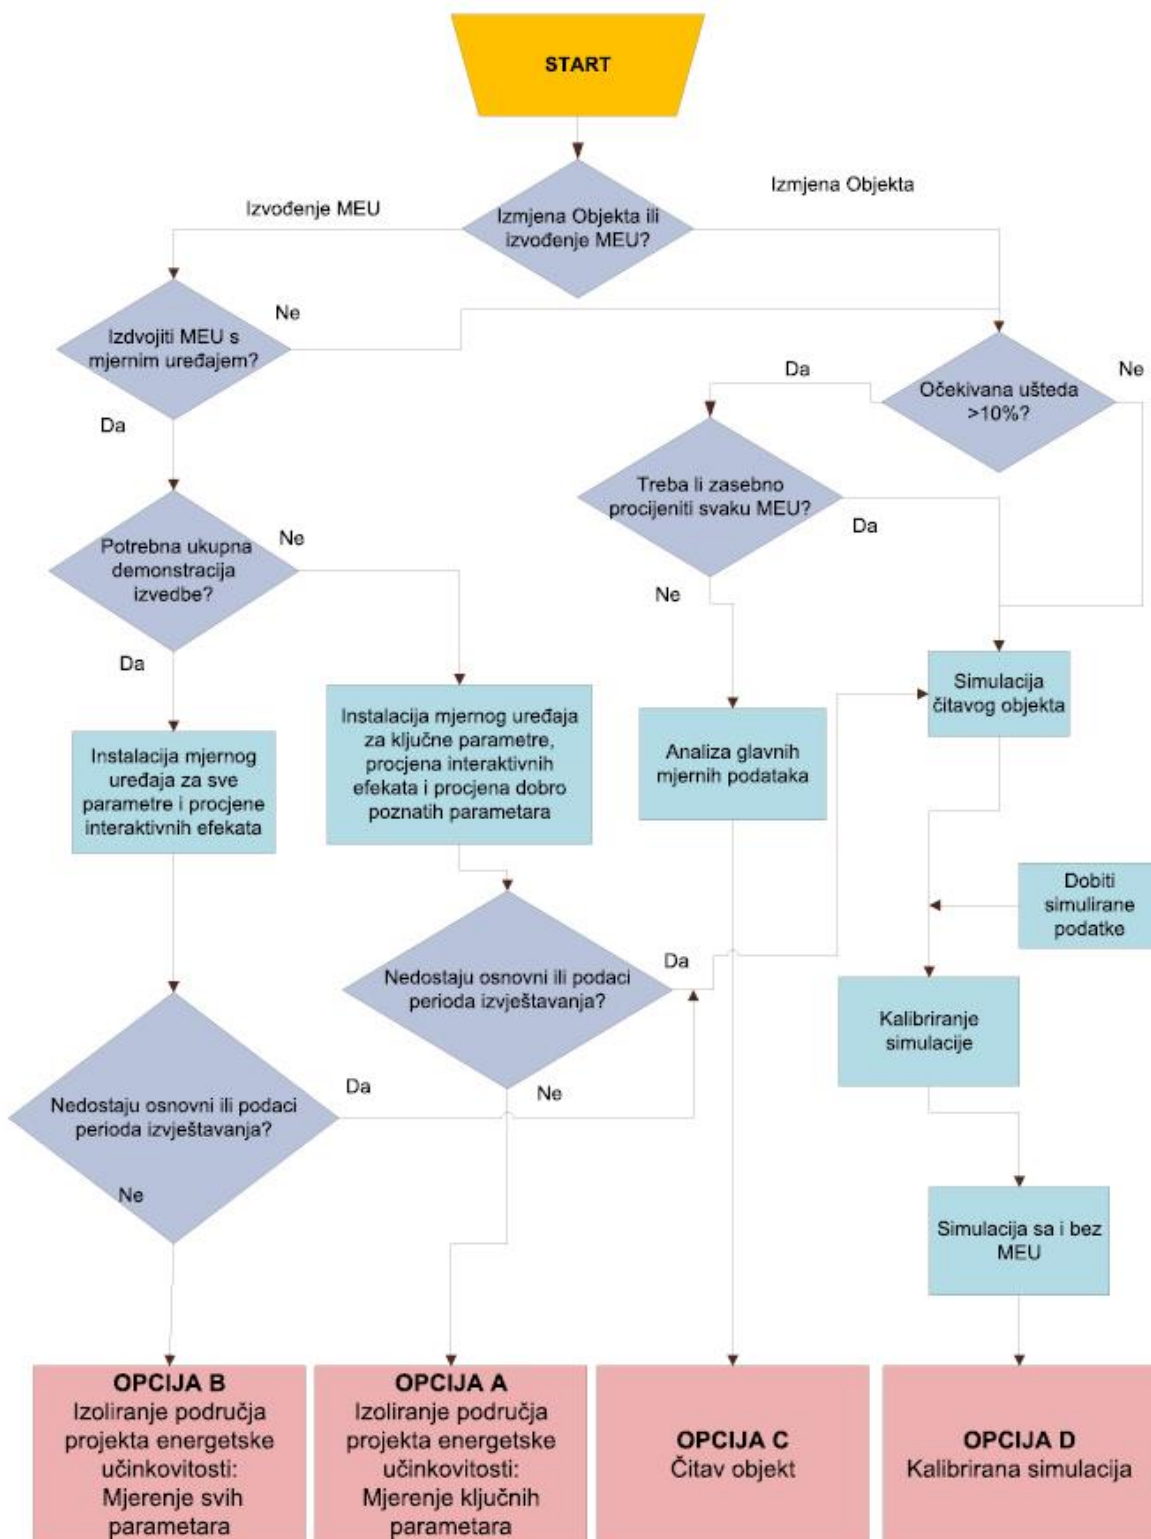 START
Izmjena Objekta
Izvođenje MEU
Izmjena Objekta ili
izvođenje MEU?
Ne
Izdvojiti MEU s
mjernim uređajem?
Da
Ne
Očekivana ušteda
>10%?
Da
Treba li zasebno
procijeniti svaku MEU?
Da
Ne
Potrebna ukupna
demonstracija
izvedbe?
Ne
Da
Simulacija
čitavog objekta
Instalacija mjernog uređaja
za ključne parametre,
procjena interaktivnih
efekata i procjena dobro
poznatih parametara
Analiza glavnih
mjernih podataka
Instalacija mjernog
uređaja za sve
parametre i procjene
interaktivnih efekata
Dobiti
simulirane
podatke
Nedostaju osnovni ili podaci
perioda izvještavanja?
Da
Ne
Kalibriranje
simulacije
Nedostaju osnovni ili podaci
perioda izvještavanja?
Da
Ne
Simulacija sa i bez
MEU
OPCIJA B
Izoliranje područja
projekta energetske
učinkovitosti:
Mjerenje svih
parametara
OPCIJA A
Izoliranje područja
projekta energetske
učinkovitosti:
Mjerenje ključnih
parametara
OPCIJA C
Čitav objekt
OPCIJA D
Kalibrirana simulacija